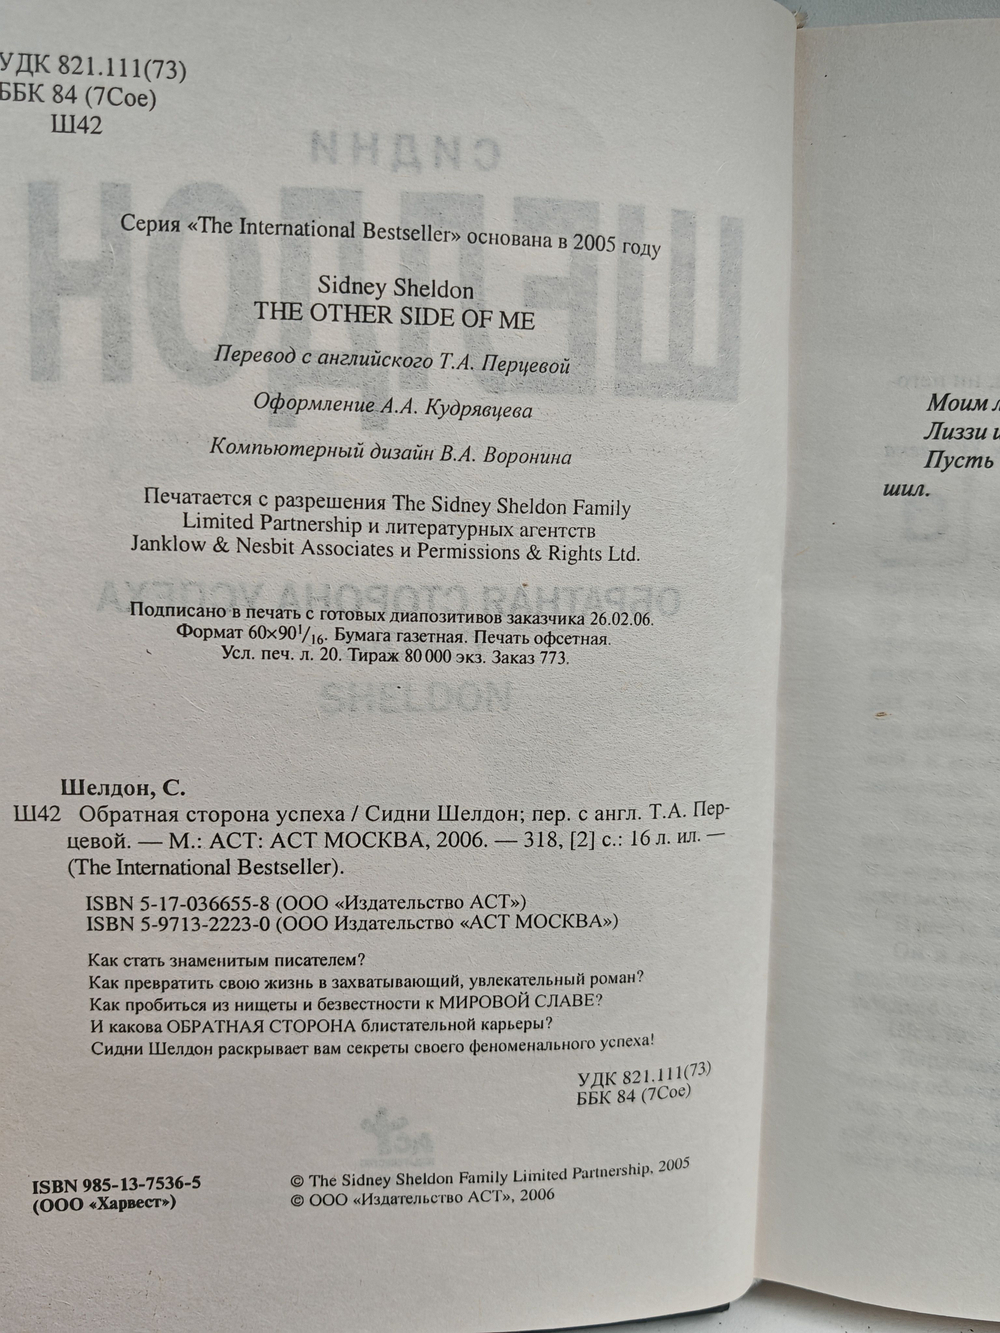 УДК 821.111(73)
ББК 84 (7Сое)
Ш42
Серия «The International Bestseller» основана в 2005 году
Sidney Sheldon
THE OTHER SIDE OF ME
Перевод с английского Т.А. Перцевой
Оформление А.А. Кудрявцева
Компьютерный дизайн В.А. Воронина
Печатается с разрешения The Sidney Sheldon Family
Limited Partnership и литературных агентств
Janklow & Nesbit Associates и Permissions & Rights Ltd.
Подписано в печать с готовых диапозитивов заказчика 26.02.06.
Формат 60×90 1/16. Бумага газетная. Печать офсетная.
Усл. печ. л. 20. Тираж 80 000 экз. Заказ 773.
Шелдон, С.
Ш42 Обратная сторона успеха / Сидни Шелдон; пер. с англ. Т.А. Пер-
цевой. — М.: АСТ: АСТ МОСКВА, 2006. — 318, [2] с.: 16 л. ил. —
(The International Bestseller).
ISBN 5-17-036655-8 (ООО «Издательство АСТ»)
ISBN 5-9713-2223-0 (ООО Издательство «АСТ МОСКВА»)
Как стать знаменитым писателем?
Как превратить свою жизнь в захватывающий, увлекательный роман?
Как пробиться из нищеты и безвестности к МИРОВОЙ СЛАВЕ?
И какова ОБРАТНАЯ СТОРОНА блистательной карьеры?
Сидни Шелдон раскрывает вам секреты своего феноменального успеха!
УДК 821.111(73)
ББК 84 (7Сое)
ISBN 985-13-7536-5
(ООО «Харвест»)
© The Sidney Sheldon Family Limited Partnership, 2005
© ООО «Издательство АСТ», 2006
Моим
Лиззи
Пусть
шил.